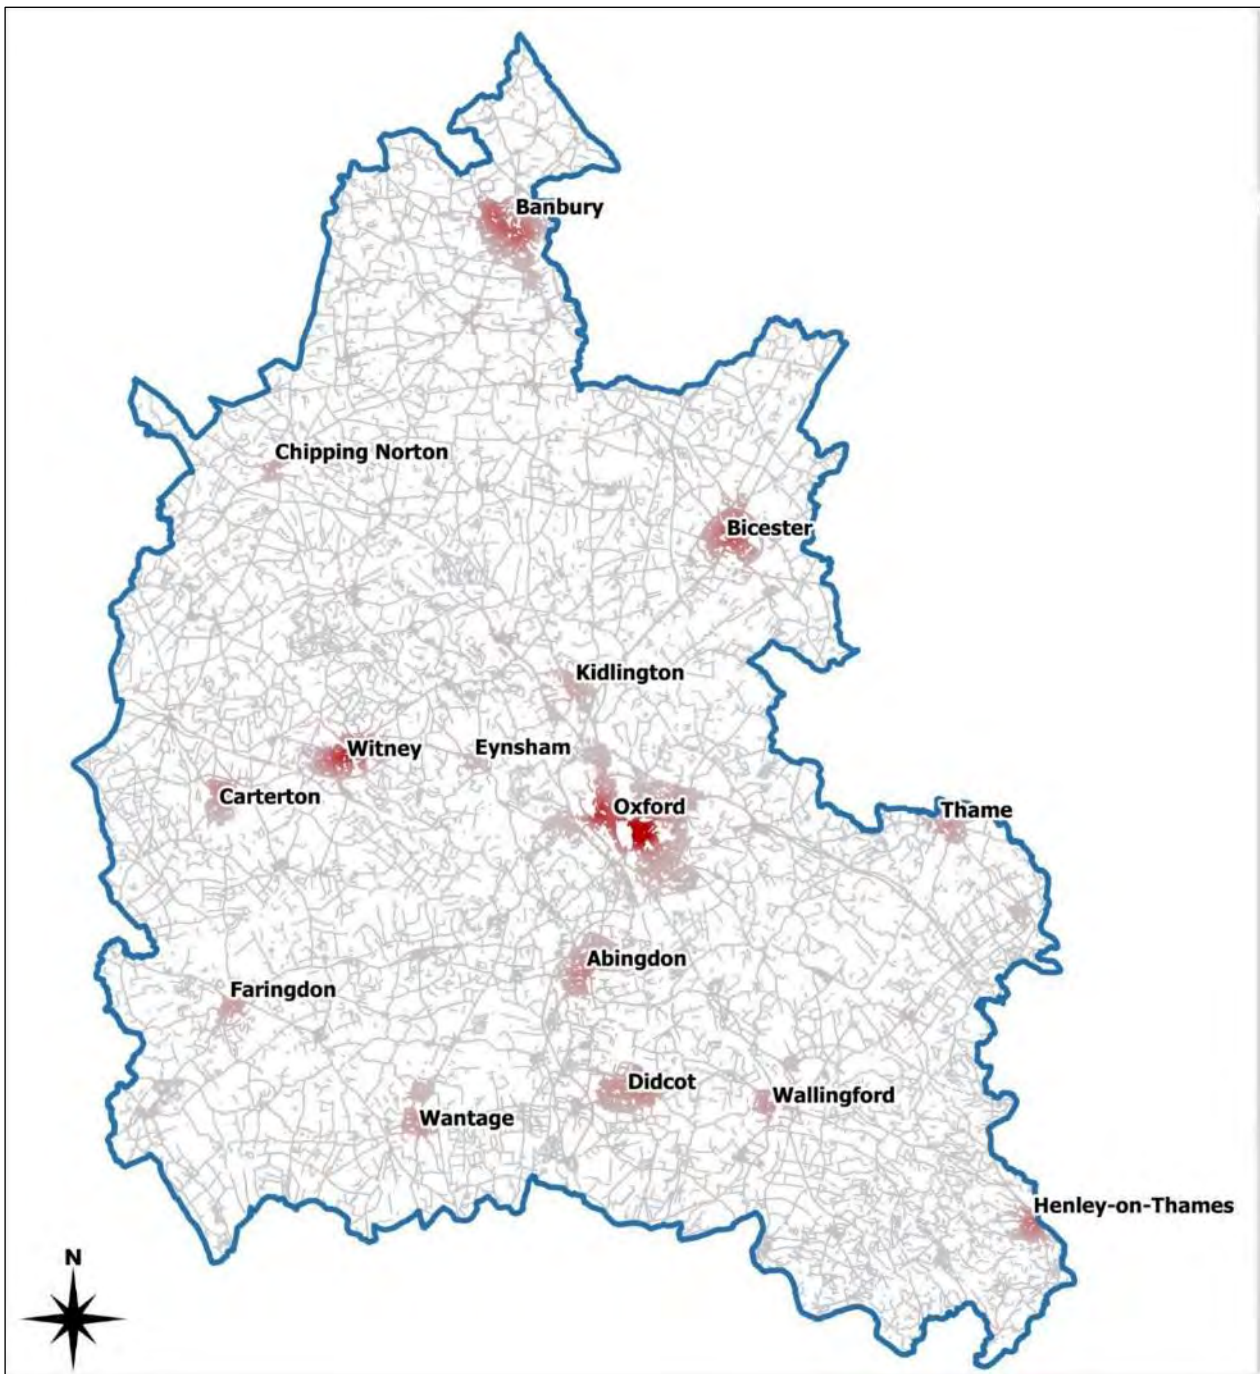 Banbury
Chipping Norton
Bicester
Kidlington
Witney
Eynsham
Carterton
Oxford
Thame
Abingdon
Faringdon
Didcot
Wallingford
Wantage
Henley-on-Thames
N